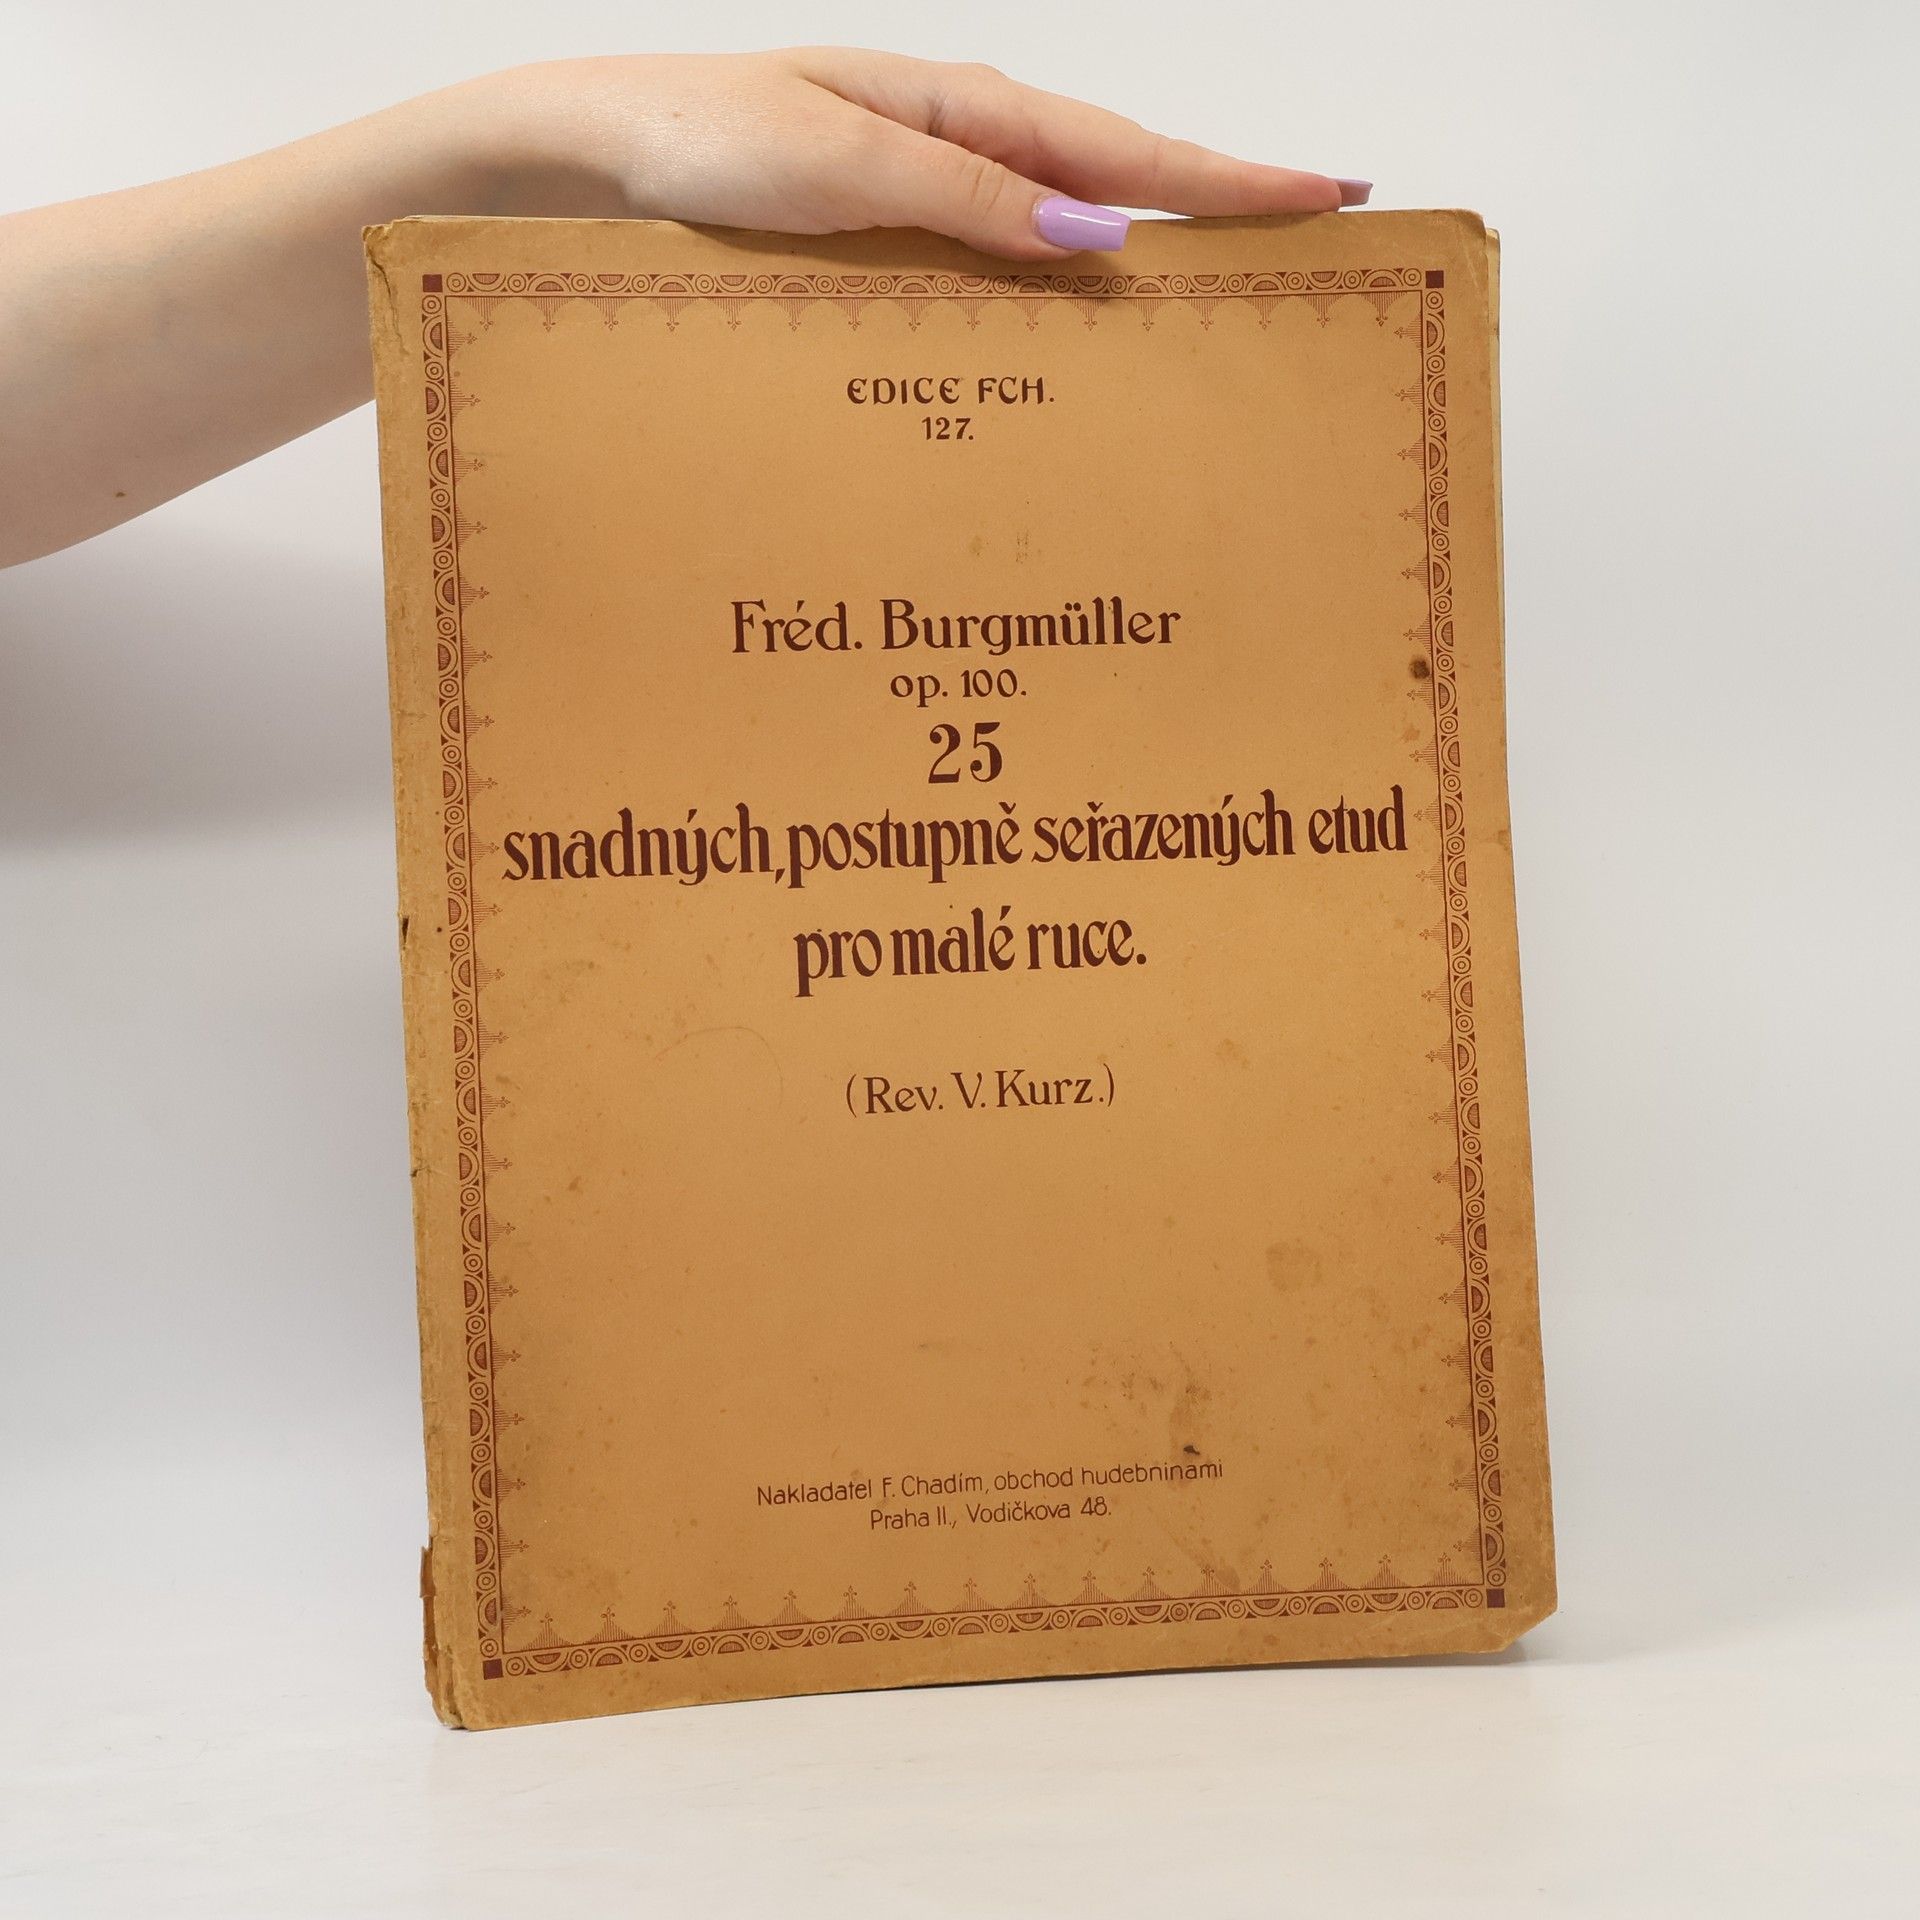 EDICE FCH.
127.
Fréd. Burgmüller
op. 100.
25
snadných, postupně seřazených etud
pro malé ruce.
(Rev. V. Kurz.)
Nakladatel F. Chadím, obchod hudebninami
Praha II., Vodičkova 48.